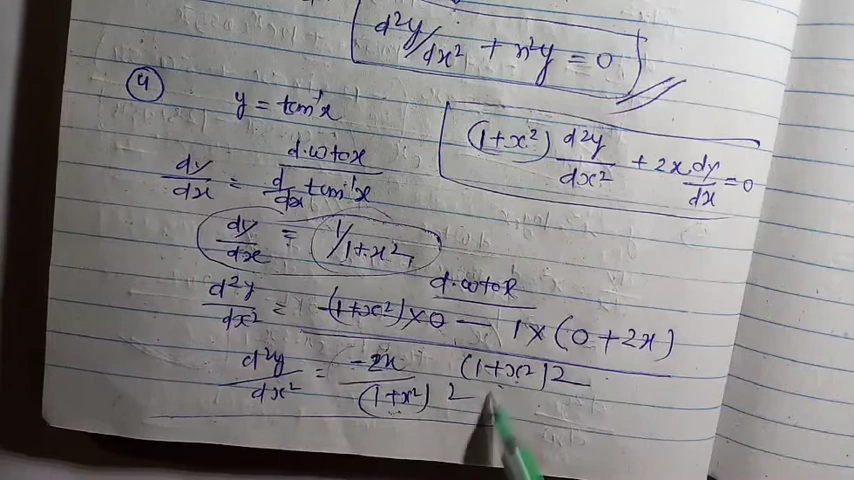 d²y/dx² + n²y = 0
4
y = tan⁻¹x
(1+x²) d²y/dx² + 2x dy/dx = 0
d.w to x
dy/dx = d/dx tan⁻¹x
dy/dx = 1/1+x²
d.w to x
d²y/dx² = (1+x²)×0 − 1×(0+2x)
(1+x²)2
d²y/dx² = −2x/(1+x²)2